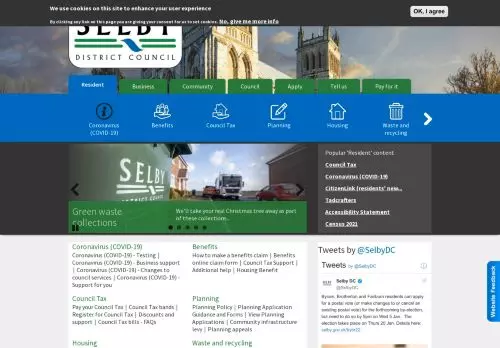 We use cookies on this site to enhance your user experience
By clicking any link on this page you are giving your consent for us to set cookies. No, give me more info
OK, I agree
SELBY
DISTRICT COUNCIL
Resident
Business
Community
Council
Apply
Tell us
Pay for it
Coronavirus
(COVID-19)
Benefits
Council Tax
Planning
Housing
Waste and
recycling
SELBY
DISTRICT COUNCIL
Green waste
collections
We'll take your real Christmas tree away as part
of these collections...
Popular 'Resident' content
Council Tax
Coronavirus (COVID-19)
CitizenLink (residents' new...
Tadcrafters
Accessibility Statement
Census 2021
Coronavirus (COVID-19)
Coronavirus (COVID-19) - Testing |
Coronavirus (COVID-19) - Business support
| Coronavirus (COVID-19) - Changes to
council services | Coronavirus (COVID-19) -
Support for you
Benefits
How to make a benefits claim | Benefits
online claim form | Council Tax Support |
Additional help | Housing Benefit
Council Tax
Pay your Council Tax | Council Tax bands |
Register for Council Tax | Discounts and
support | Council Tax bills - FAQs
Planning
Planning Policy | Planning Application
Guidance and Forms | View Planning
Applications | Community infrastructure
levy | Planning appeals
Housing
Waste and recycling
Tweets by @SelbyDC
Tweets by @SelbyDC
Selby DC
@SelbyDC
Byram, Brotherton and Fairburn residents can apply
for a postal vote (or make changes to or cancel an
existing postal vote) for the forthcoming by-election,
but need to do so by 5pm on Wed 5 Jan. The
election takes place on Thurs 20 Jan. Details here:
Website Feedback